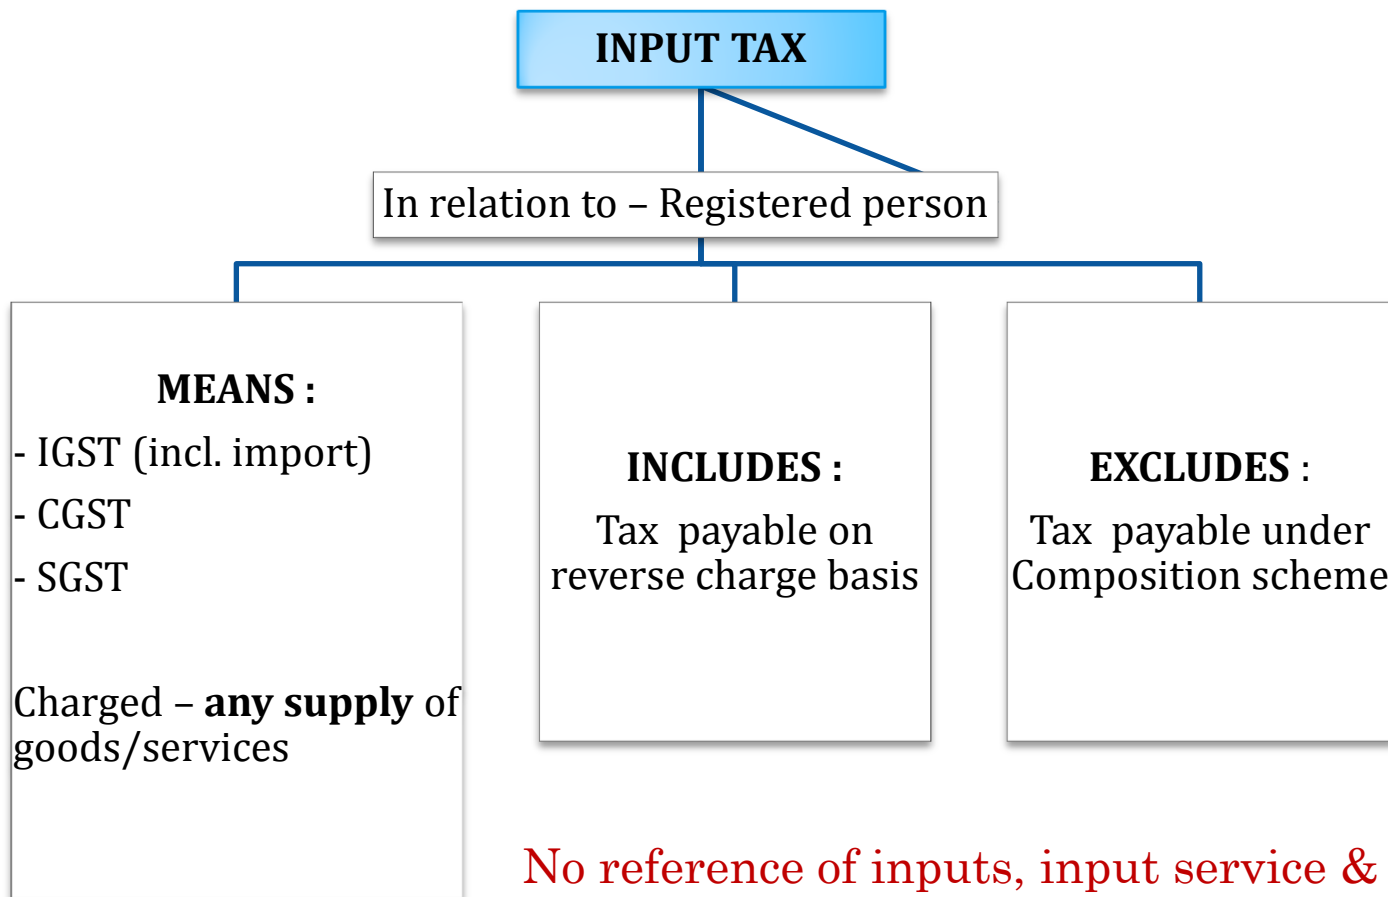 INPUT TAX
In relation to – Registered person
MEANS :
- IGST (incl. import)
- CGST
- SGST
Charged – any supply of
goods/services
INCLUDES :
Tax payable on
reverse charge basis
EXCLUDES :
Tax payable under
Composition scheme
No reference of inputs, input service &